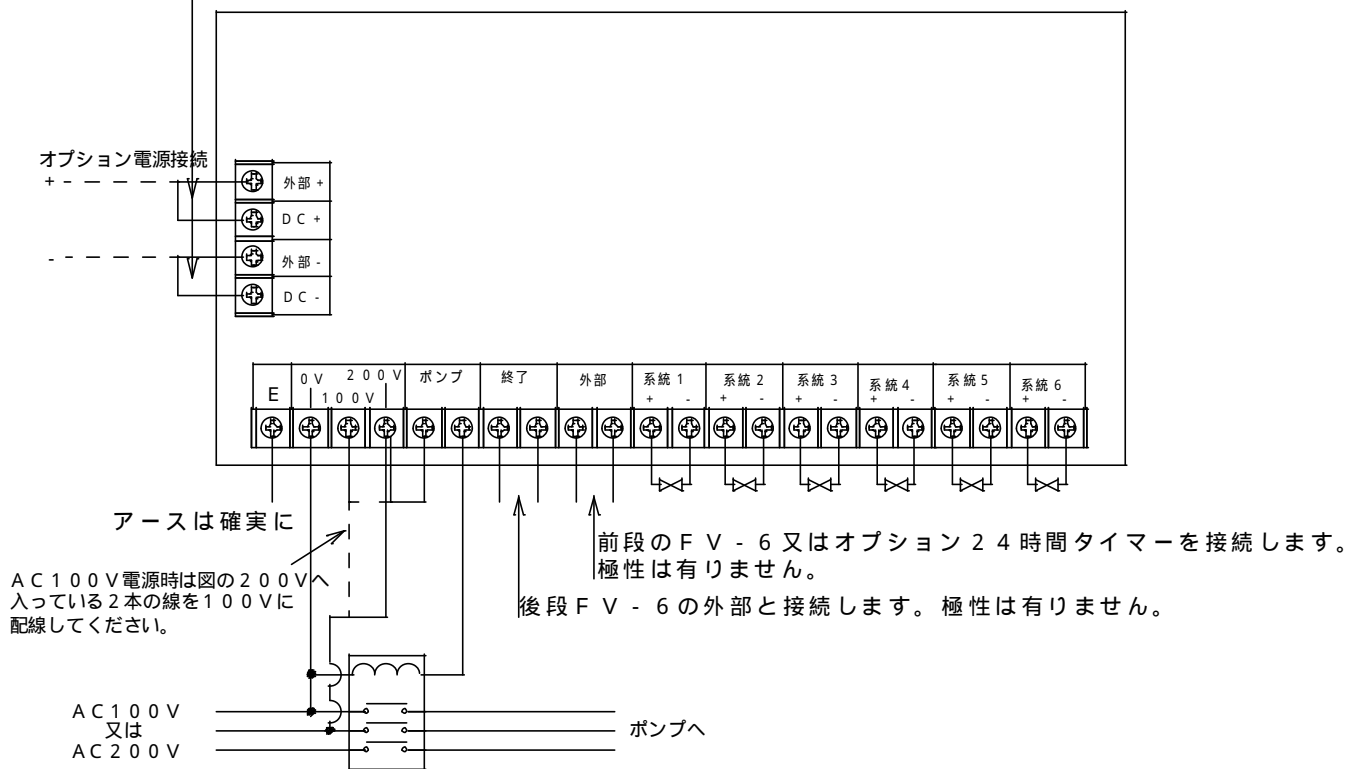 オプション電源接続
+
外部 +
DC +
-
外部 -
DC -
E
0V
200V
100V
ポンプ
終了
外部
系統1
+ -
系統2
+ -
系統3
+ -
系統4
+ -
系統5
+ -
系統6
+ -
アースは確実に
前段のFV-6又はオプション24時間タイマーを接続します。
極性は有りません。
AC100V電源時は図の200Vへ
入っている2本の線を100Vに
配線してください。
後段FV-6の外部と接続します。極性は有りません。
AC100V
又は
AC200V
ポンプへ